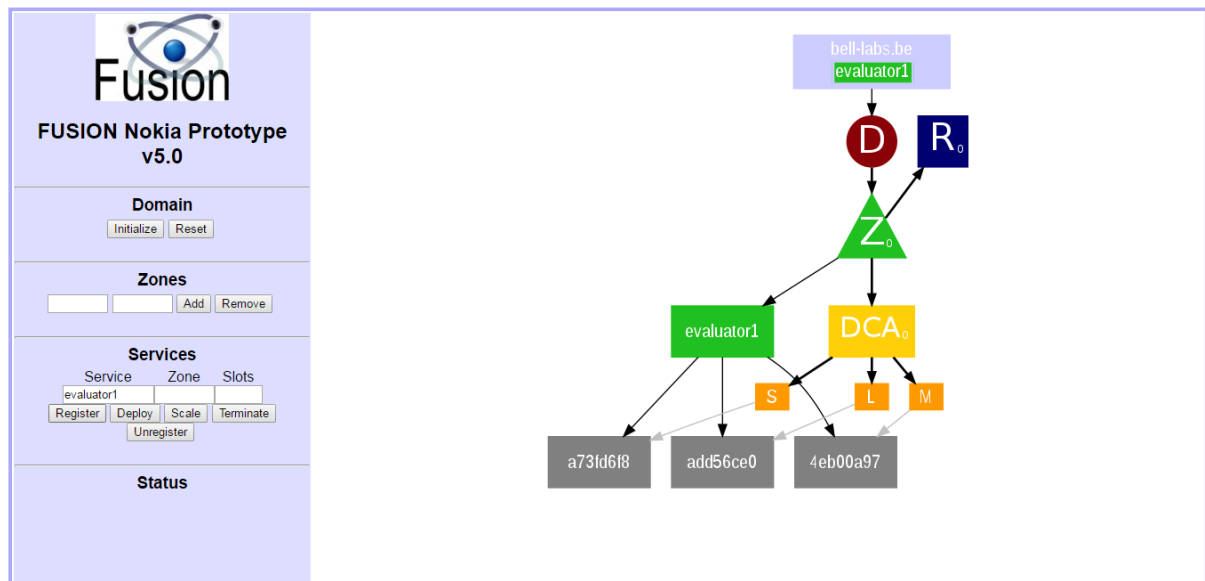 Fusion
FUSION Nokia Prototype
v5.0
Domain
Initialize Reset
Zones
Add Remove
Services
Service Zone Slots
evaluator1
Register Deploy Scale Terminate
Unregister
Status
bell-labs.be
evaluator1
D
R0
Z0
evaluator1
DCA0
S
L
M
a73fd6f8
add56ce0
4eb00a97